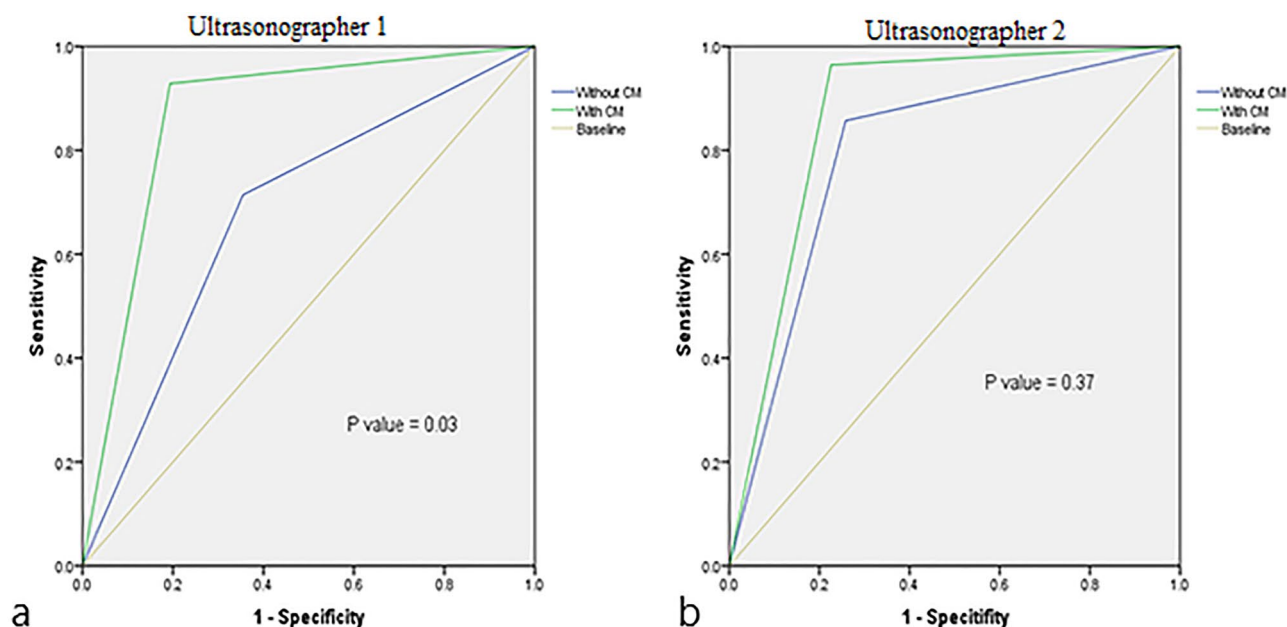 a
Ultrasonographer 1
1.0
0.8
0.6
0.4
0.2
0.0
Sensitivity
0.0 0.2 0.4 0.6 0.8 1.0
1 - Specificity
P value = 0.03
Without CM
With CM
Baseline
b
Ultrasonographer 2
1.0
0.8
0.6
0.4
0.2
0.0
Sensitivity
0.0 0.2 0.4 0.6 0.8 1.0
1 - Specitifity
P value = 0.37
Without CM
With CM
Baseline